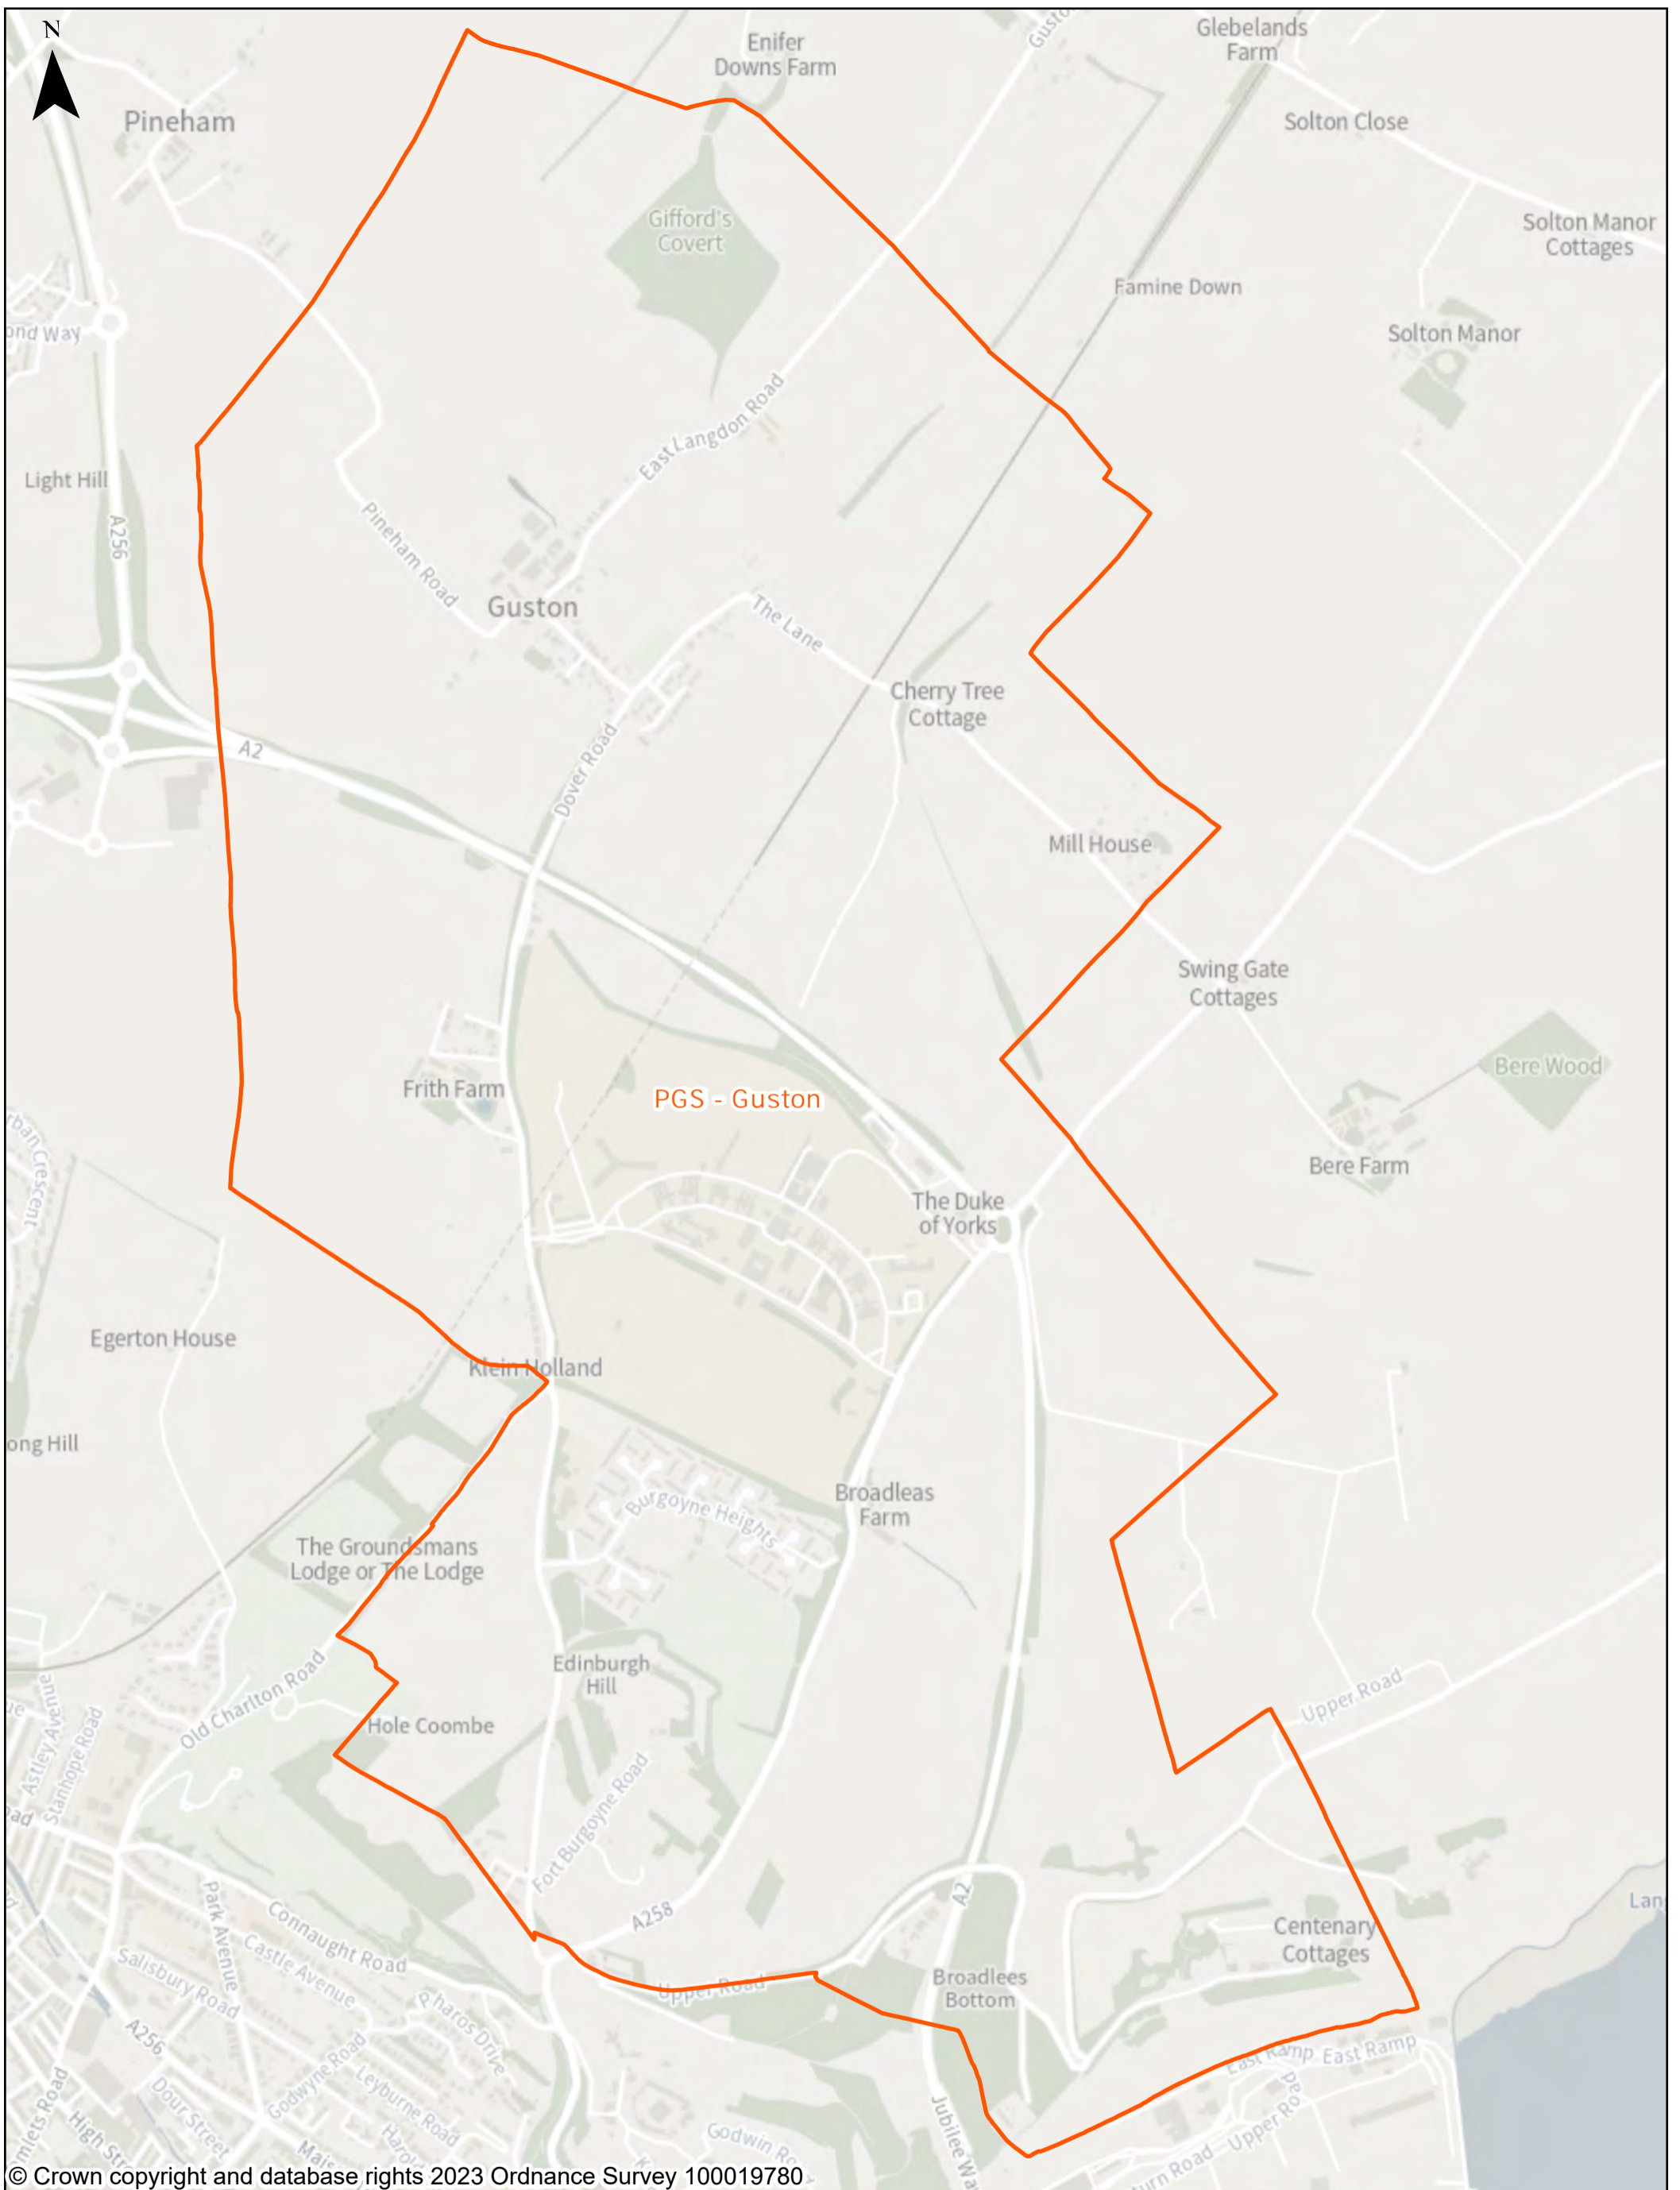 N
Enifer
Downs Farm
Glebelands
Farm
Pineham
Solton Close
Gifford's
Covert
Solton Manor
Cottages
Famine Down
Solton Manor
East Langdon Road
Light Hill
A256
Pineham Road
Guston
The Lane
Cherry Tree
Cottage
A2
Dover Road
Mill House
Swing Gate
Cottages
Bere Wood
Frith Farm
PGS - Guston
Bere Farm
The Duke
of Yorks
Egerton House
Klein Holland
Broadleas
Farm
Burgoyne Heights
The Groundsmans
Lodge or The Lodge
Old Charlton Road
Edinburgh
Hill
Upper Road
Hole Coombe
Astley Avenue
Stanhope Road
Fort Burgoyne Road
A258
A2
Park Avenue
Connaught Road
Castle Avenue
Salisbury Road
Centenary
Cottages
Upper Road
Broadlees
Bottom
Pharos Drive
A256
Godwyne Road
Leyburne Road
Dour Street
East Ramp
East Ramp
Upper Road
Jubilee Wa
Godwin Ro
© Crown copyright and database rights 2023 Ordnance Survey 100019780